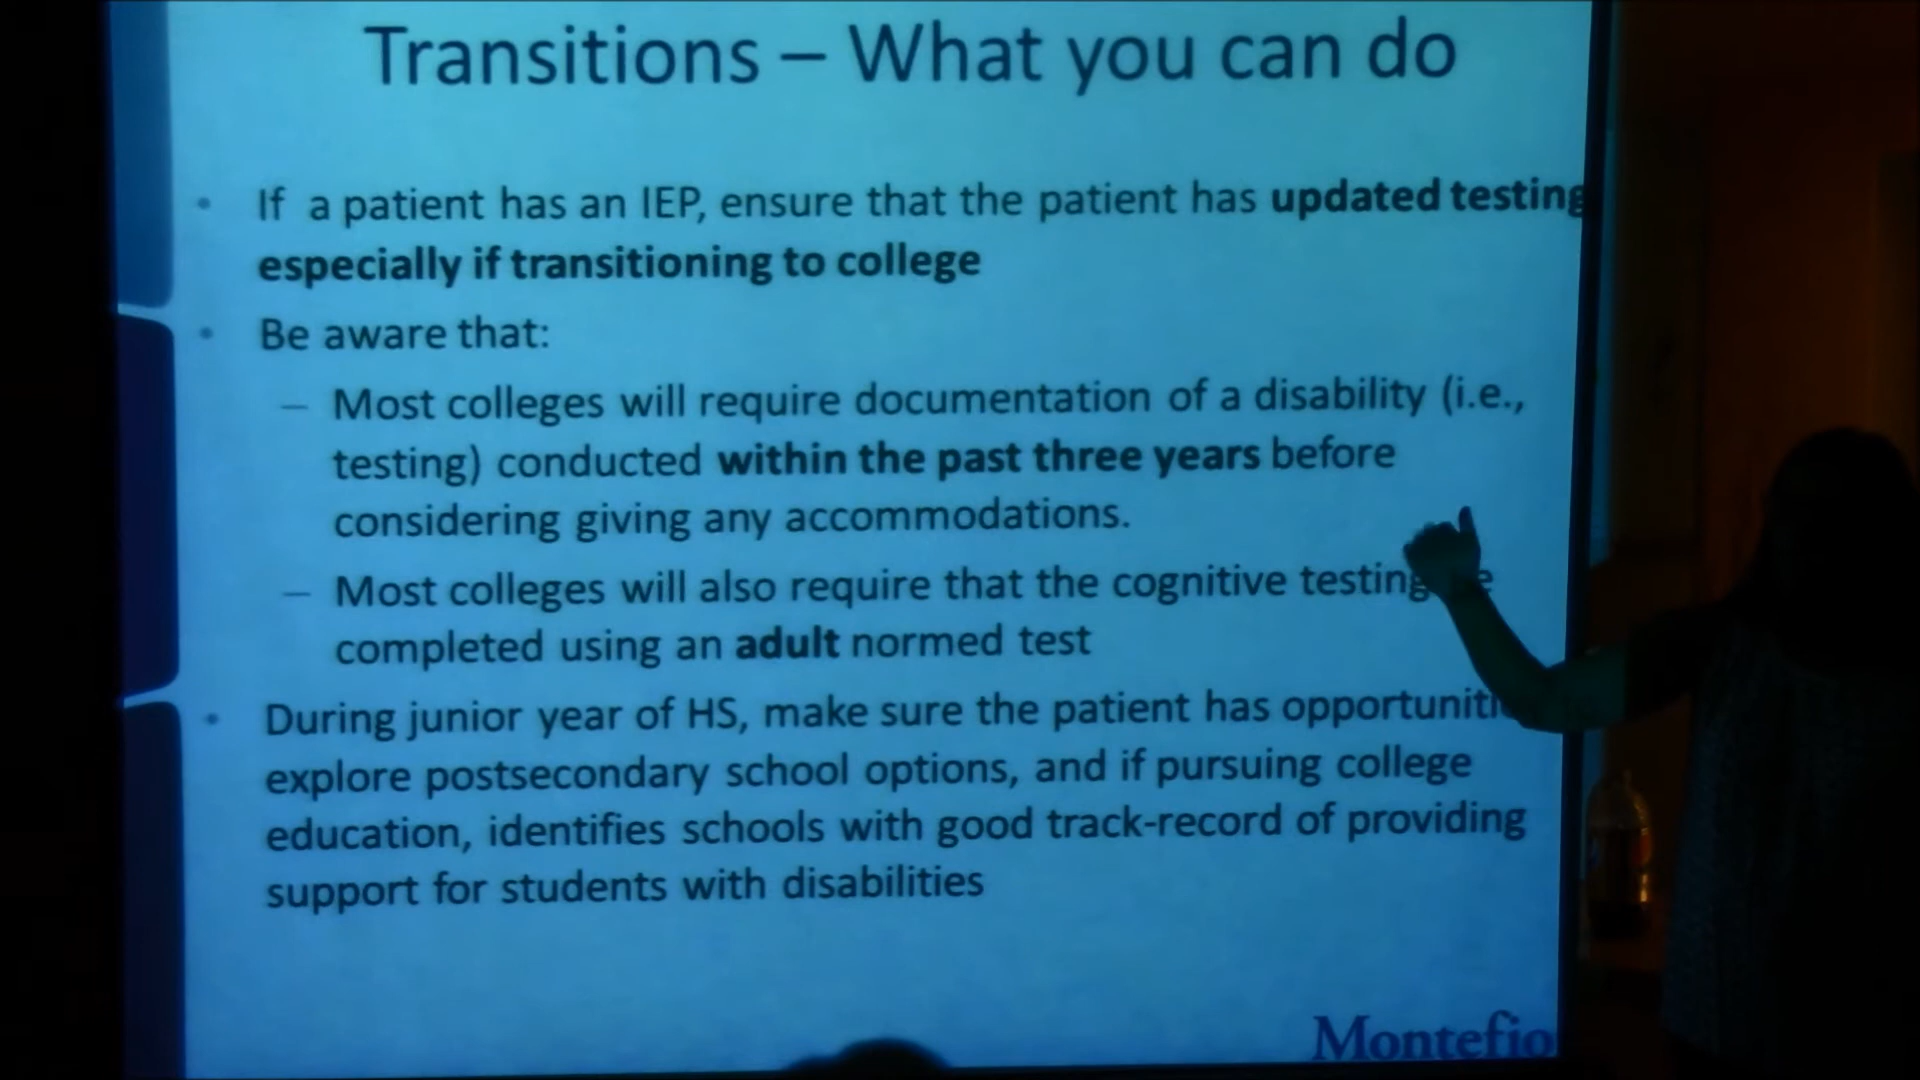 Transitions – What you can do
• If a patient has an IEP, ensure that the patient has updated testing
especially if transitioning to college
• Be aware that:
– Most colleges will require documentation of a disability (i.e.,
testing) conducted within the past three years before
considering giving any accommodations.
– Most colleges will also require that the cognitive testing
completed using an adult normed test
• During junior year of HS, make sure the patient has
explore postsecondary school options, and if pursuing college
education, identifies schools with good track-record of providing
support for students with disabilities
Montefio